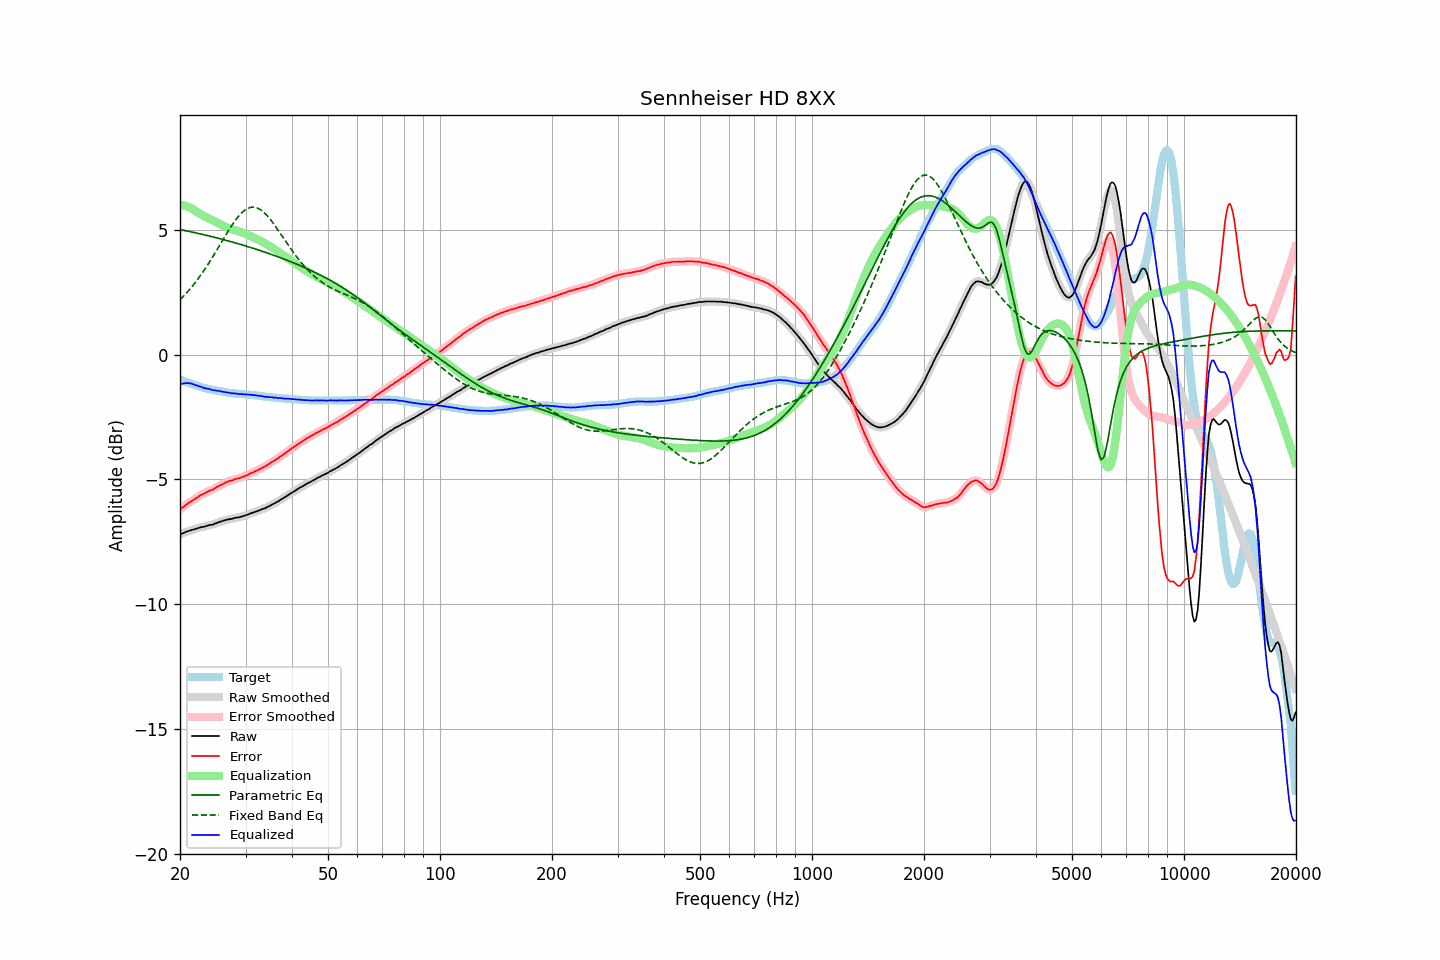 Sennheiser HD 8XX
Amplitude (dBr)
5
0
−5
−10
−15
−20
Target
Raw Smoothed
Error Smoothed
Raw
Error
Equalization
Parametric Eq
Fixed Band Eq
Equalized
20 50 100 200 500 1000 2000 5000 10000 20000
Frequency (Hz)